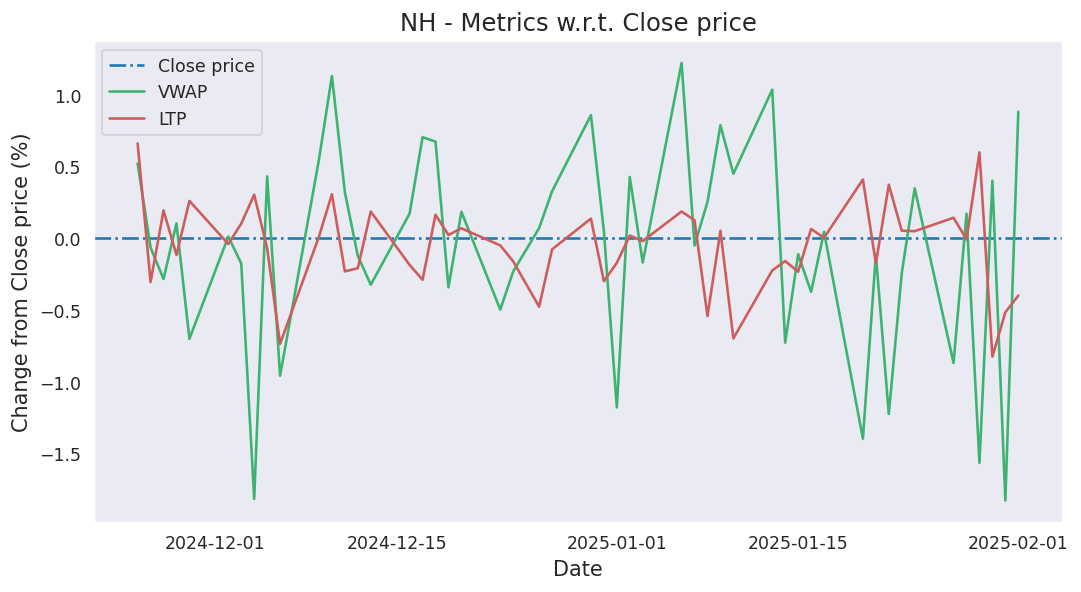 NH - Metrics w.r.t. Close price
Close price
VWAP
LTP
Change from Close price (%)
1.0
0.5
0.0
−0.5
−1.0
−1.5
2024-12-01
2024-12-15
2025-01-01
2025-01-15
2025-02-01
Date